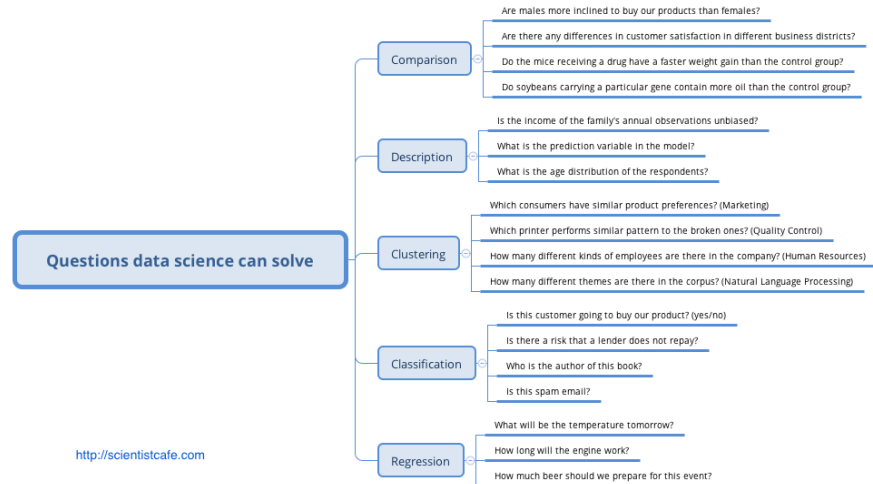 Questions data science can solve
Comparison
Are males more inclined to buy our products than females?
Are there any differences in customer satisfaction in different business districts?
Do the mice receiving a drug have a faster weight gain than the control group?
Do soybeans carrying a particular gene contain more oil than the control group?
Description
Is the income of the family's annual observations unbiased?
What is the prediction variable in the model?
What is the age distribution of the respondents?
Clustering
Which consumers have similar product preferences? (Marketing)
Which printer performs similar pattern to the broken ones? (Quality Control)
How many different kinds of employees are there in the company? (Human Resources)
How many different themes are there in the corpus? (Natural Language Processing)
Classification
Is this customer going to buy our product? (yes/no)
Is there a risk that a lender does not repay?
Who is the author of this book?
Is this spam email?
Regression
What will be the temperature tomorrow?
How long will the engine work?
How much beer should we prepare for this event?
http://scientistcafe.com